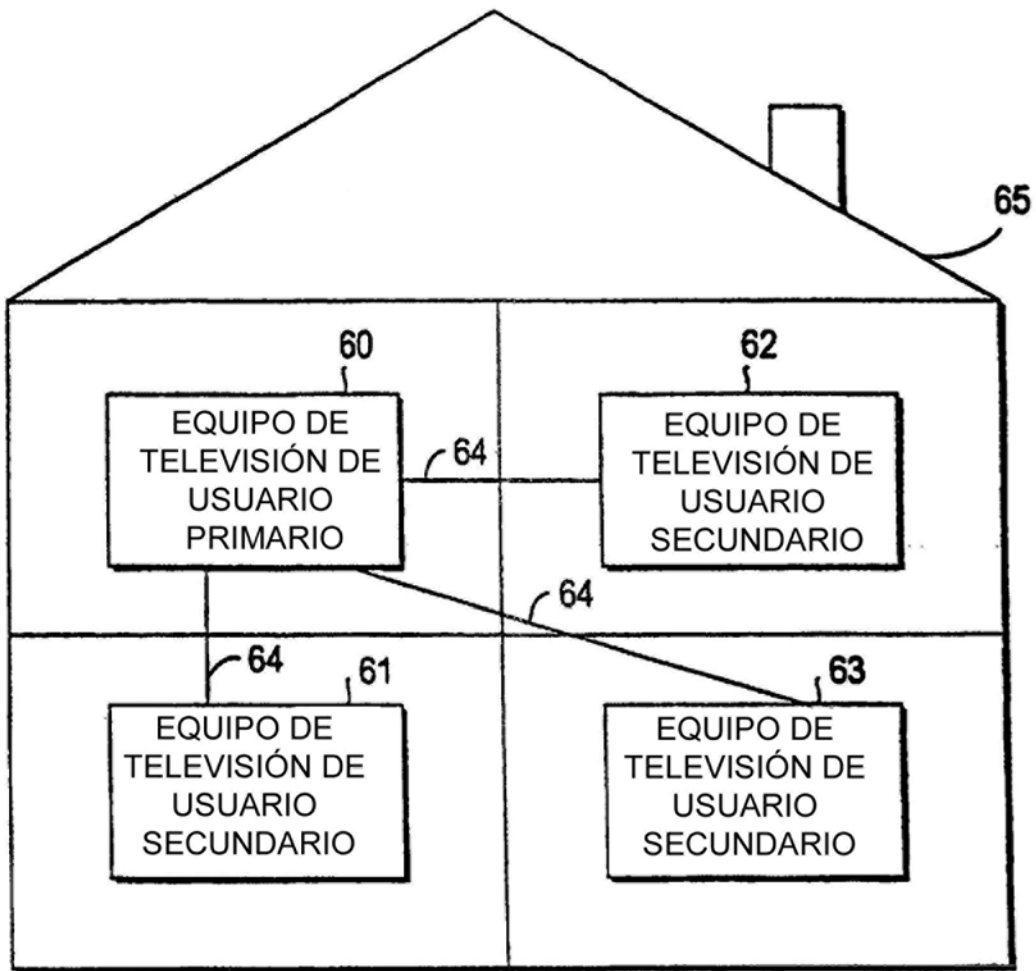 65
60
EQUIPO DE
TELEVISIÓN DE
USUARIO
PRIMARIO
64
62
EQUIPO DE
TELEVISIÓN DE
USUARIO
SECUNDARIO
64
64
61
EQUIPO DE
TELEVISIÓN DE
USUARIO
SECUNDARIO
63
EQUIPO DE
TELEVISIÓN DE
USUARIO
SECUNDARIO